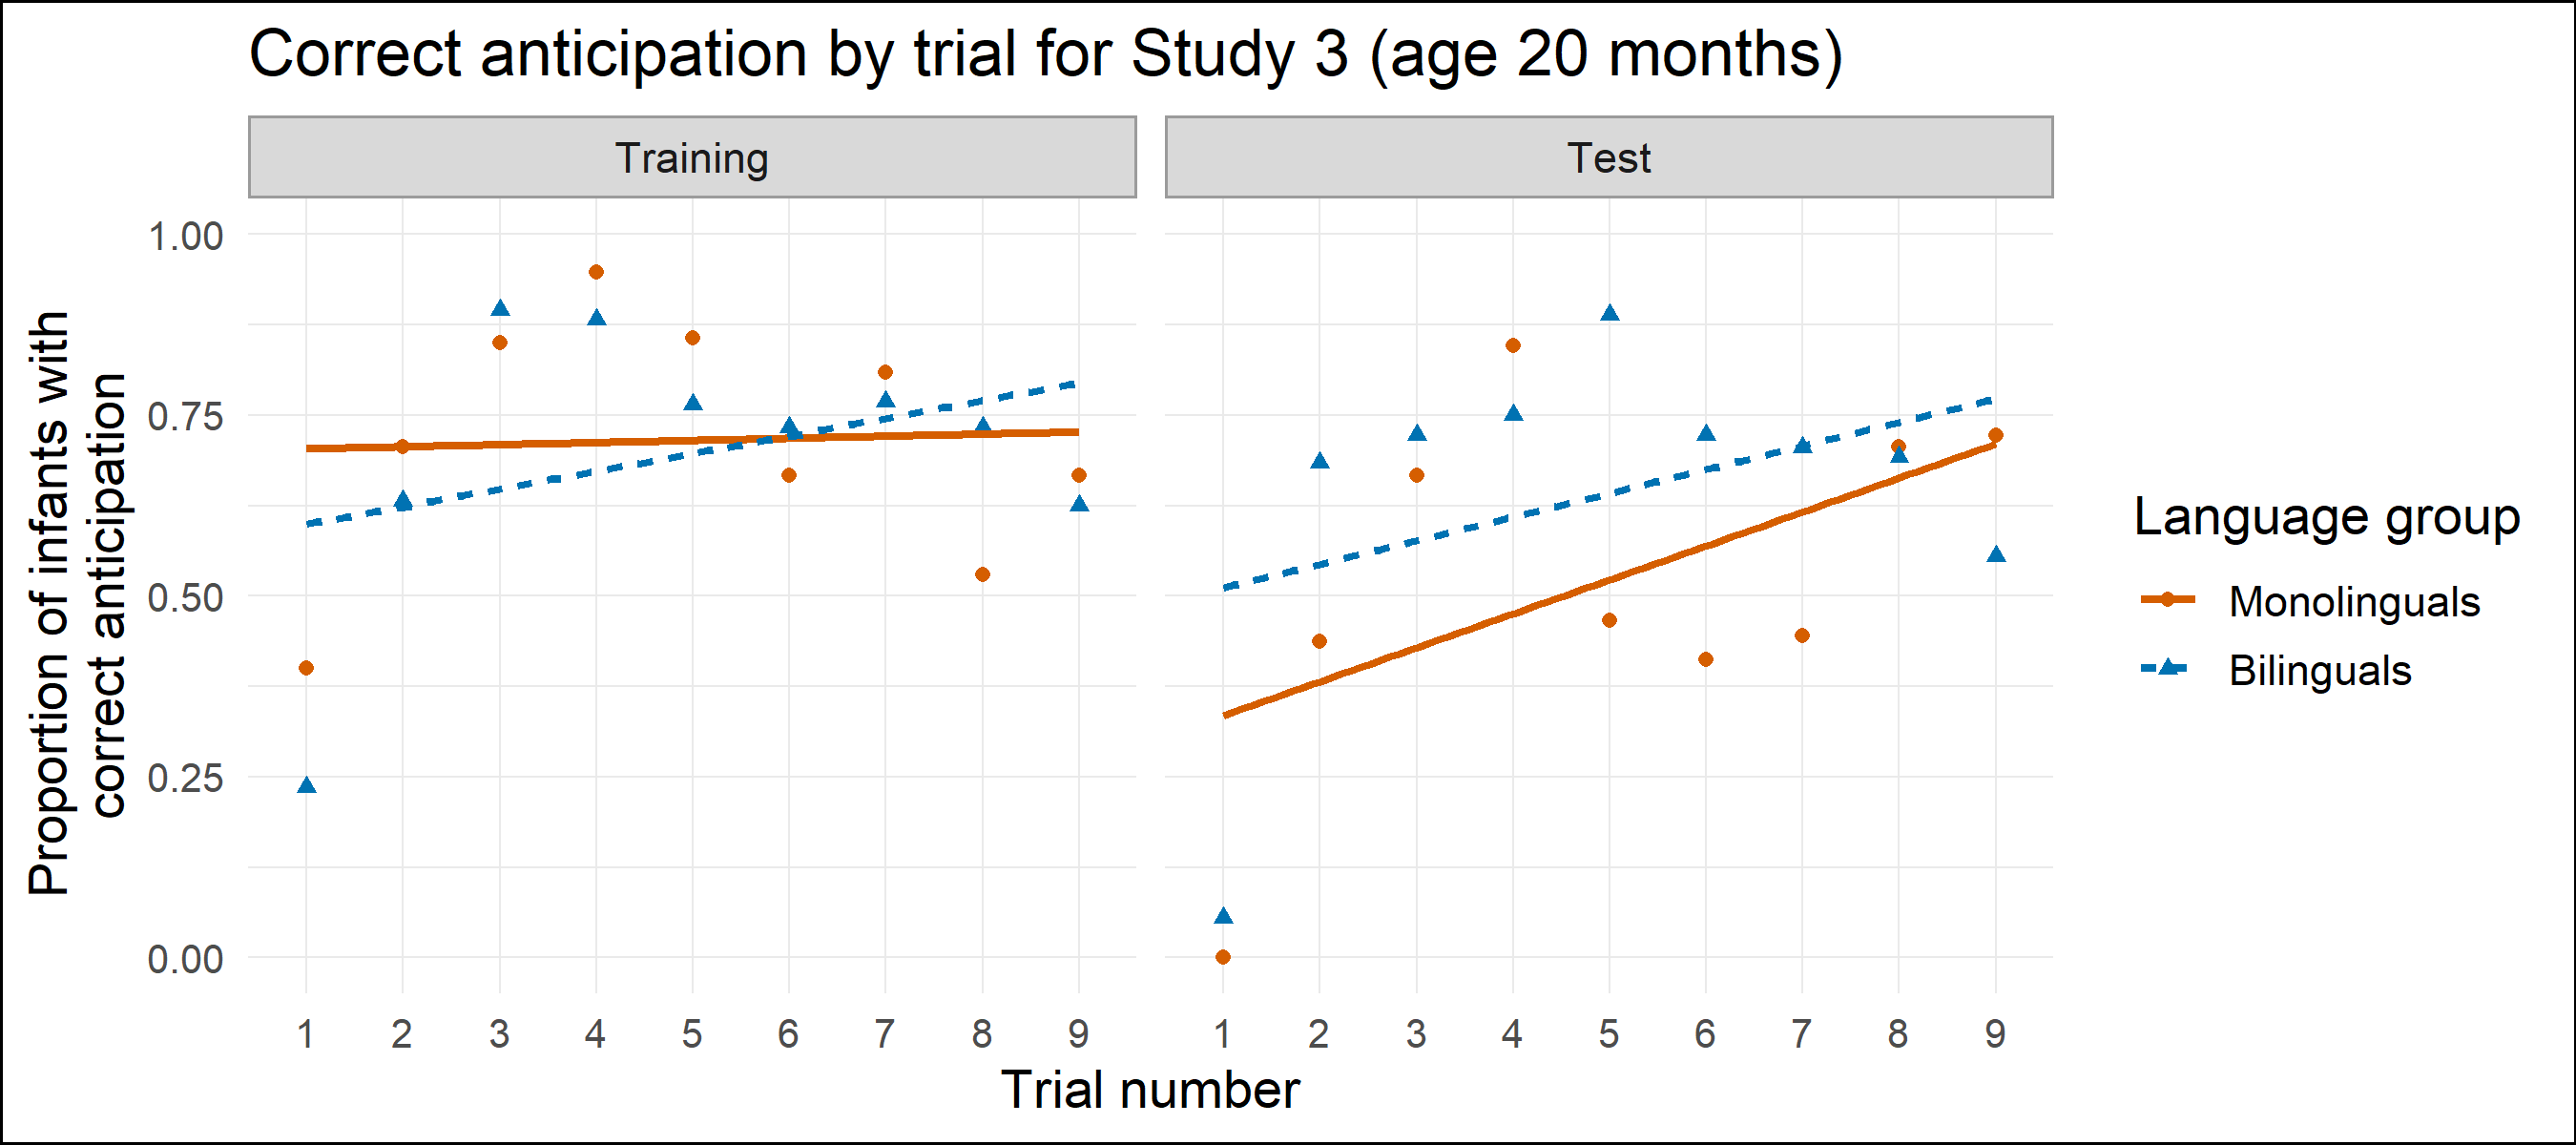 Correct anticipation by trial for Study 3 (age 20 months)
Training
Test
Proportion of infants with
correct anticipation
1.00
0.75
0.50
0.25
0.00
1 2 3 4 5 6 7 8 9
1 2 3 4 5 6 7 8 9
Trial number
Language group
Monolinguals
Bilinguals